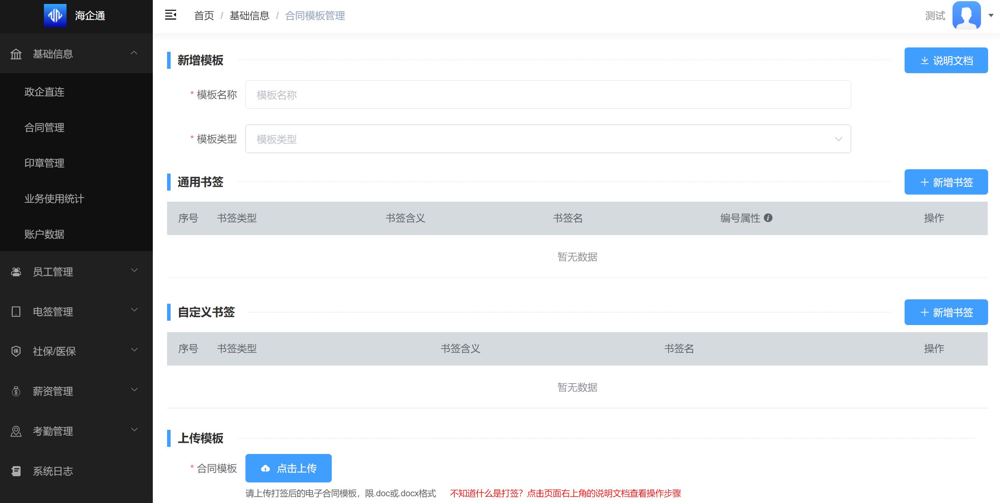 海企通
首页 / 基础信息 / 合同模板管理
测试
基础信息
政企直连
合同管理
印章管理
业务使用统计
账户数据
员工管理
电签管理
社保/医保
薪资管理
考勤管理
系统日志
新增模板
说明文档
* 模板名称 模板名称
* 模板类型 模板类型
通用书签
新增书签
序号 书签类型 书签含义 书签名 编号属性 操作
暂无数据
自定义书签
新增书签
序号 书签类型 书签含义 书签名 操作
暂无数据
上传模板
* 合同模板 点击上传
请上传打签后的电子合同模板，限.doc或.docx格式 不知道什么是打签？点击页面右上角的说明文档查看操作步骤